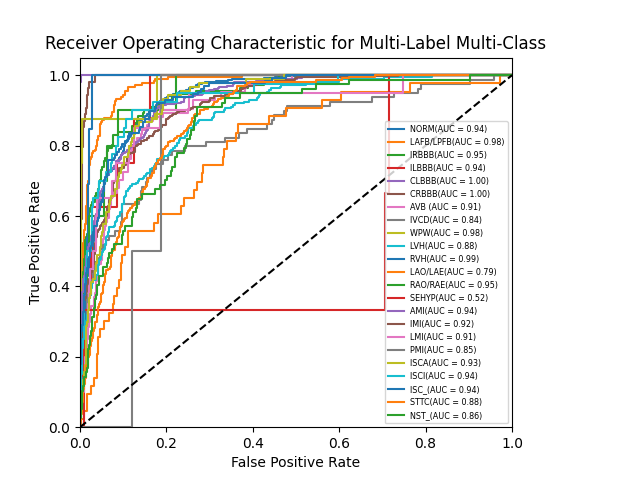 Receiver Operating Characteristic for Multi-Label Multi-Class
True Positive Rate
1.0
0.8
0.6
0.4
0.2
0.0
NORM(AUC = 0.94)
LAFB/LPFB(AUC = 0.98)
IRBBB(AUC = 0.95)
ILBBB(AUC = 0.94)
CLBBB(AUC = 1.00)
CRBBB(AUC = 1.00)
AVB (AUC = 0.91)
IVCD(AUC = 0.84)
WPW(AUC = 0.98)
LVH(AUC = 0.88)
RVH(AUC = 0.99)
LAO/LAE(AUC = 0.79)
RAO/RAE(AUC = 0.95)
SEHYP(AUC = 0.52)
AMI(AUC = 0.94)
IMI(AUC = 0.92)
LMI(AUC = 0.91)
PMI(AUC = 0.85)
ISCA(AUC = 0.93)
ISCI(AUC = 0.94)
ISC_(AUC = 0.94)
STTC(AUC = 0.88)
NST_(AUC = 0.86)
0.0 0.2 0.4 0.6 0.8 1.0
False Positive Rate